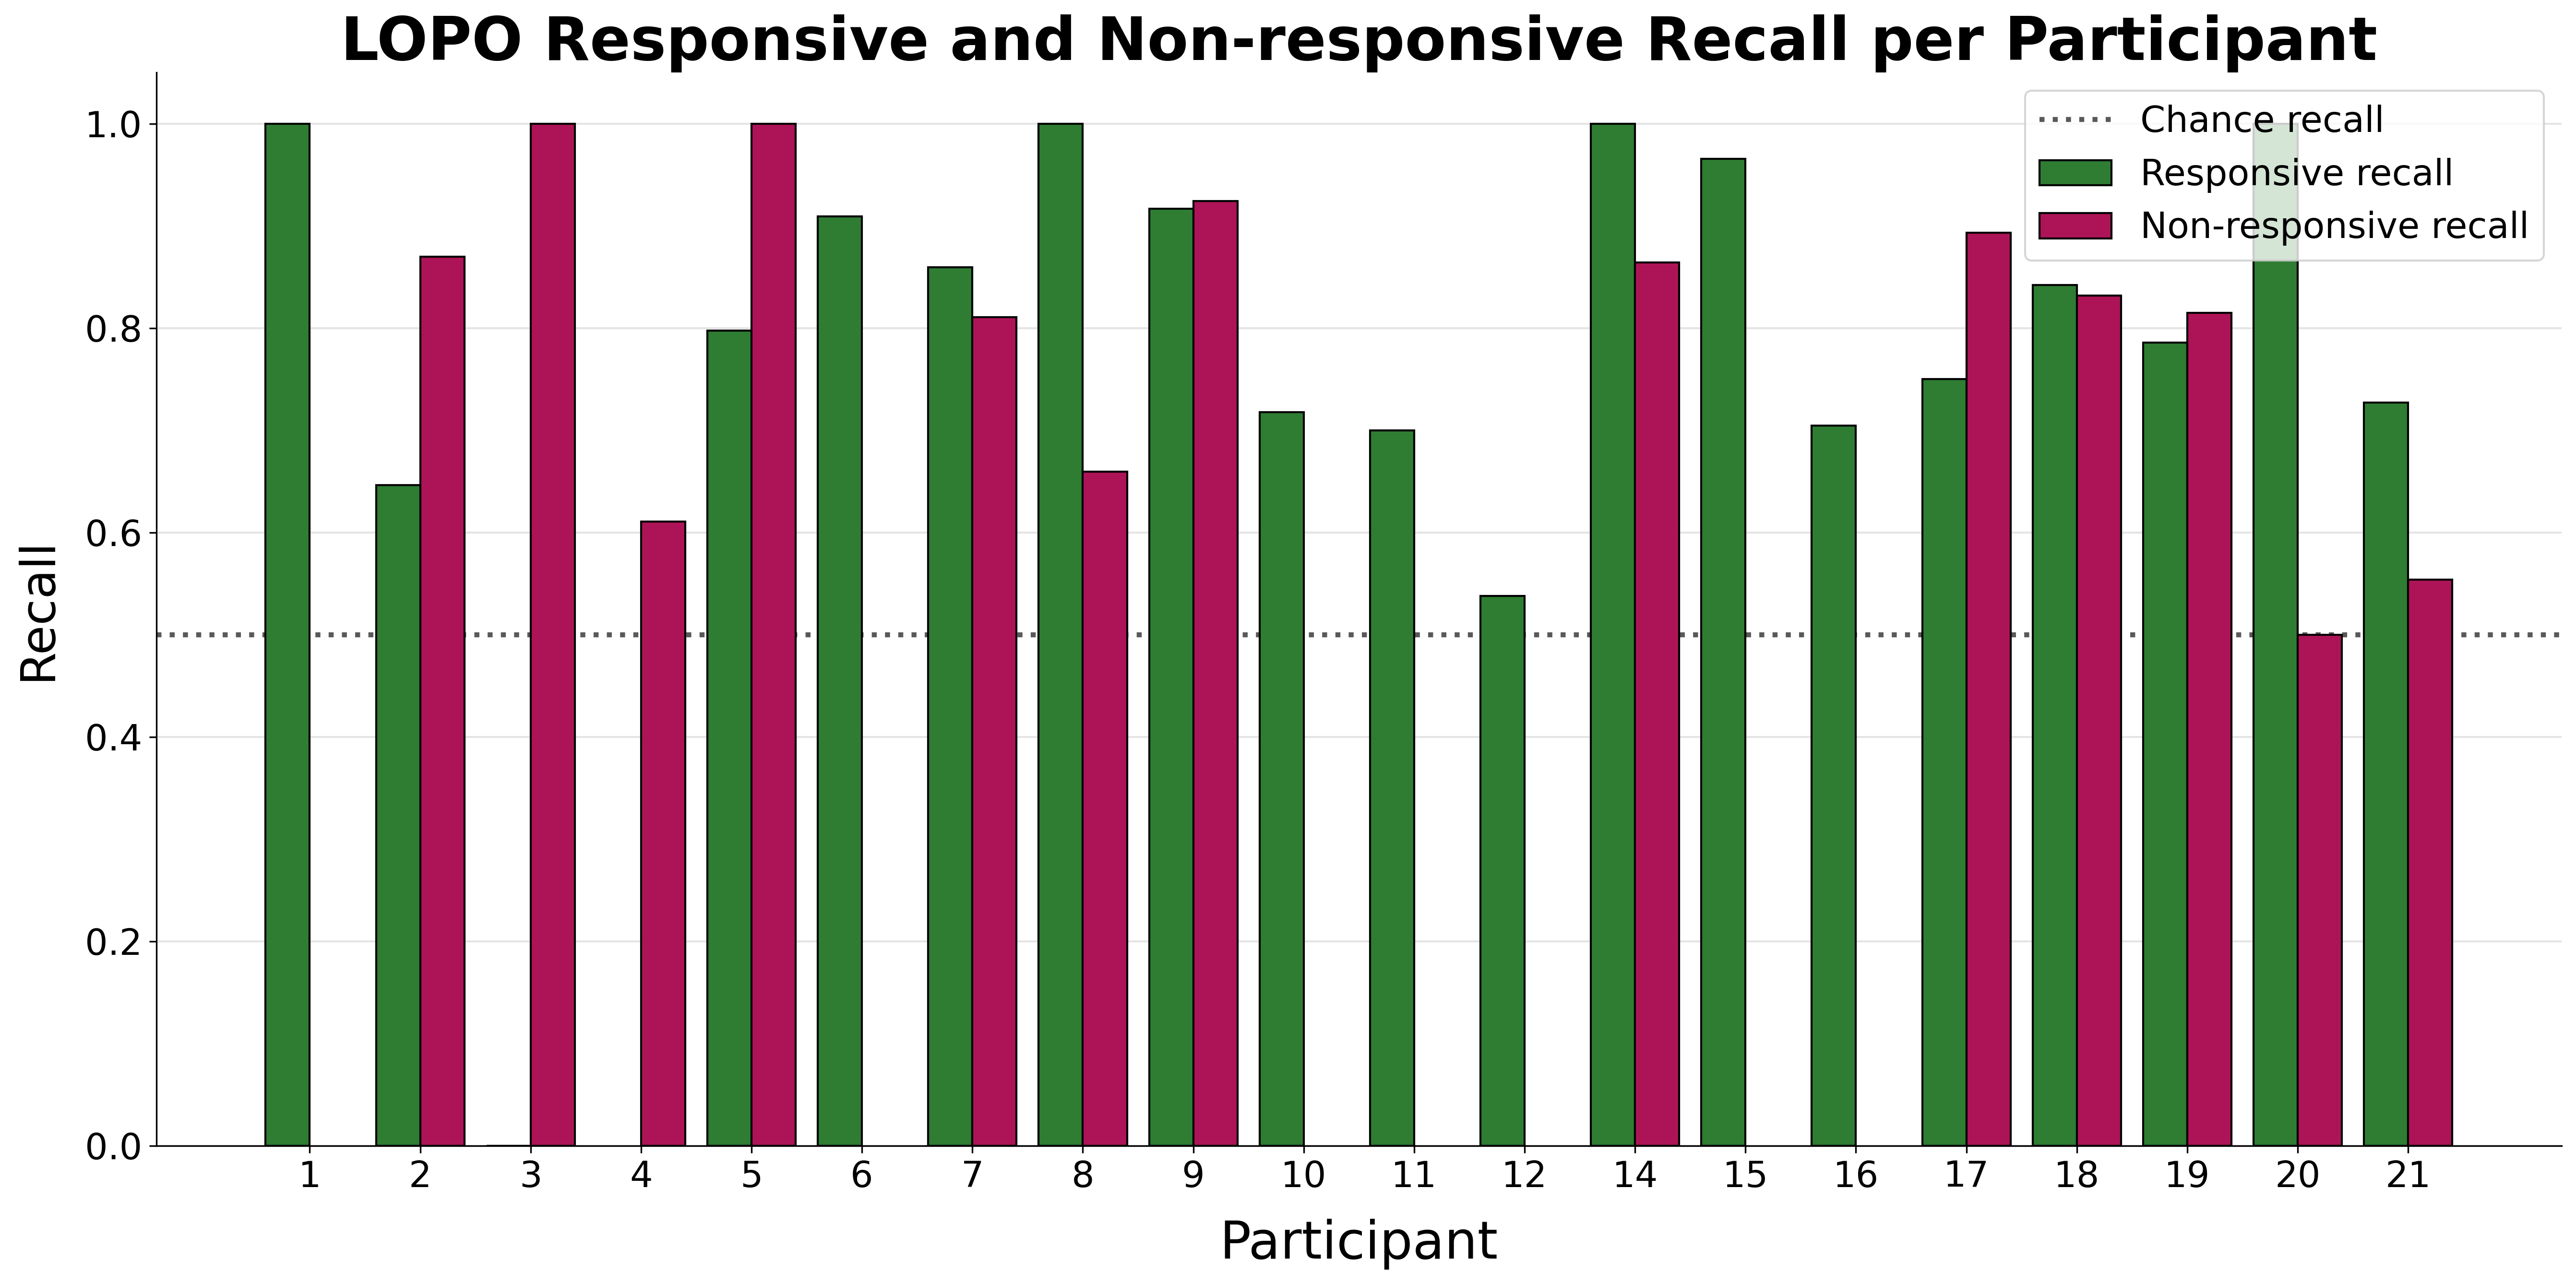 LOPO Responsive and Non-responsive Recall per Participant
Chance recall
Responsive recall
Non-responsive recall
1.0
0.8
0.6
0.4
0.2
0.0
Recall
1 2 3 4 5 6 7 8 9 10 11 12 14 15 16 17 18 19 20 21
Participant